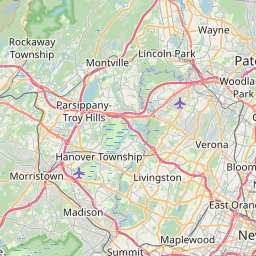 Wayne
Rockaway
Township
Lincoln Park
Montville
Pate
Woodla
Park
Parsippany-
Troy Hills
Verona
Hanover Township
Bloom
Morristown
Livingston
East Orang
Madison
New
Maplewood
Summit